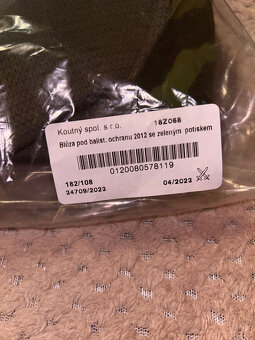 Koutný spol. s r.o. 16Z068
Blůza pod balist. ochranu 2012 se zeleným potiskem
0120080578119
182/108 04/2023
34709/2023